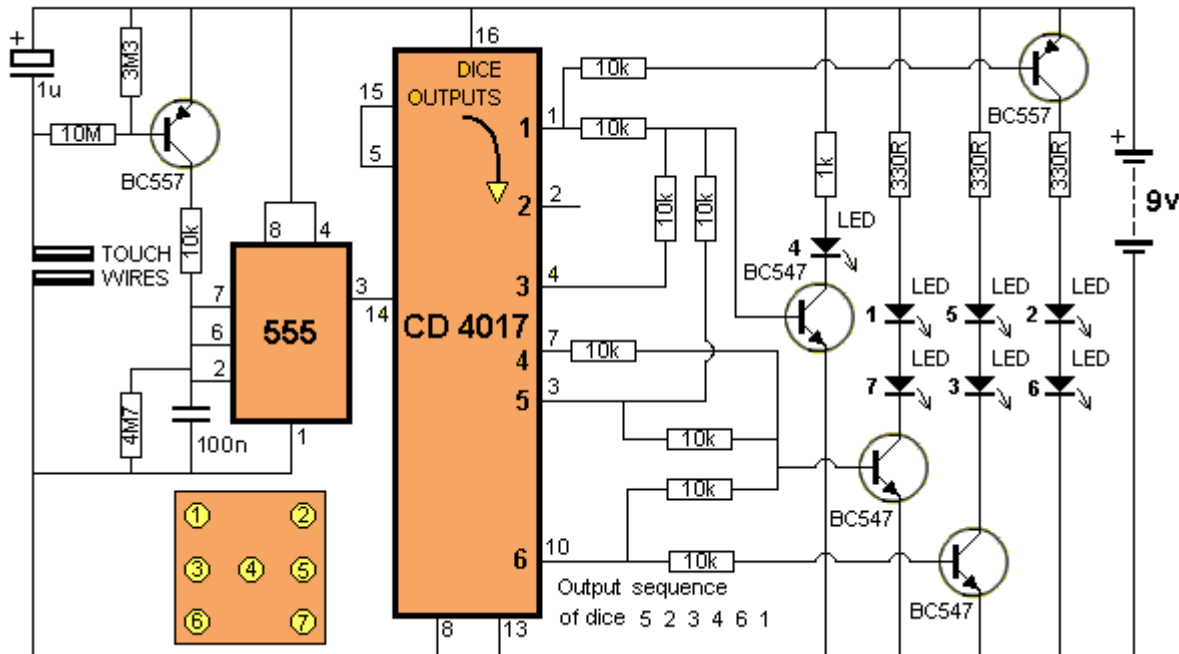 +
1u
3M3
10M
BC557
10k
TOUCH
WIRES
8 4
7
6
2
555
3
14
1
4M7
100n
1 2
3 4 5
6 7
16
DICE
OUTPUTS
15
5
CD 4017
1 1
2 2
3 4
4 7
5 3
6 10
8 13
10k
10k
10k
10k
10k
10k
10k
10k
Output sequence
of dice 5 2 3 4 6 1
1k
330R
330R
330R
BC557
4 LED
BC547
1 LED
5 LED
2 LED
7 LED
3 LED
6 LED
BC547
BC547
+
9v